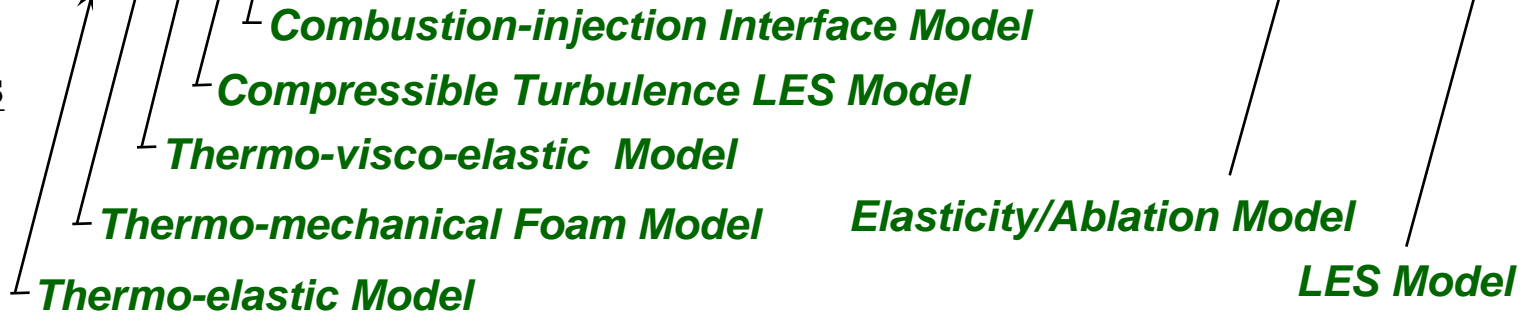 Combustion-injection Interface Model
s
Compressible Turbulence LES Model
Thermo-visco-elastic Model
Thermo-mechanical Foam Model
Elasticity/Ablation Model
Thermo-elastic Model
LES Model